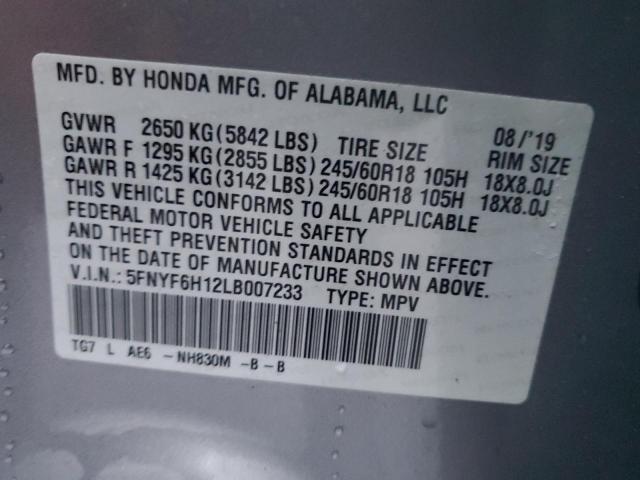 MFD. BY HONDA MFG. OF ALABAMA, LLC
GVWR 2650 KG(5842 LBS) TIRE SIZE 08/'19 RIM SIZE
GAWR F 1295 KG(2855 LBS)245/60R18 105H 18X8.0J
GAWR R 1425 KG(3142 LBS)245/60R18 105H 18X8.0J
THIS VEHICLE CONFORMS TO ALL APPLICABLE
FEDERAL MOTOR VEHICLE SAFETY
AND THEFT PREVENTION STANDARDS IN EFFECT
ON THE DATE OF MANUFACTURE SHOWN ABOVE.
V.I.N.: 5FNYF6H12LB007233 TYPE: MPV
TG7 L AE6 - NH830M -B - B